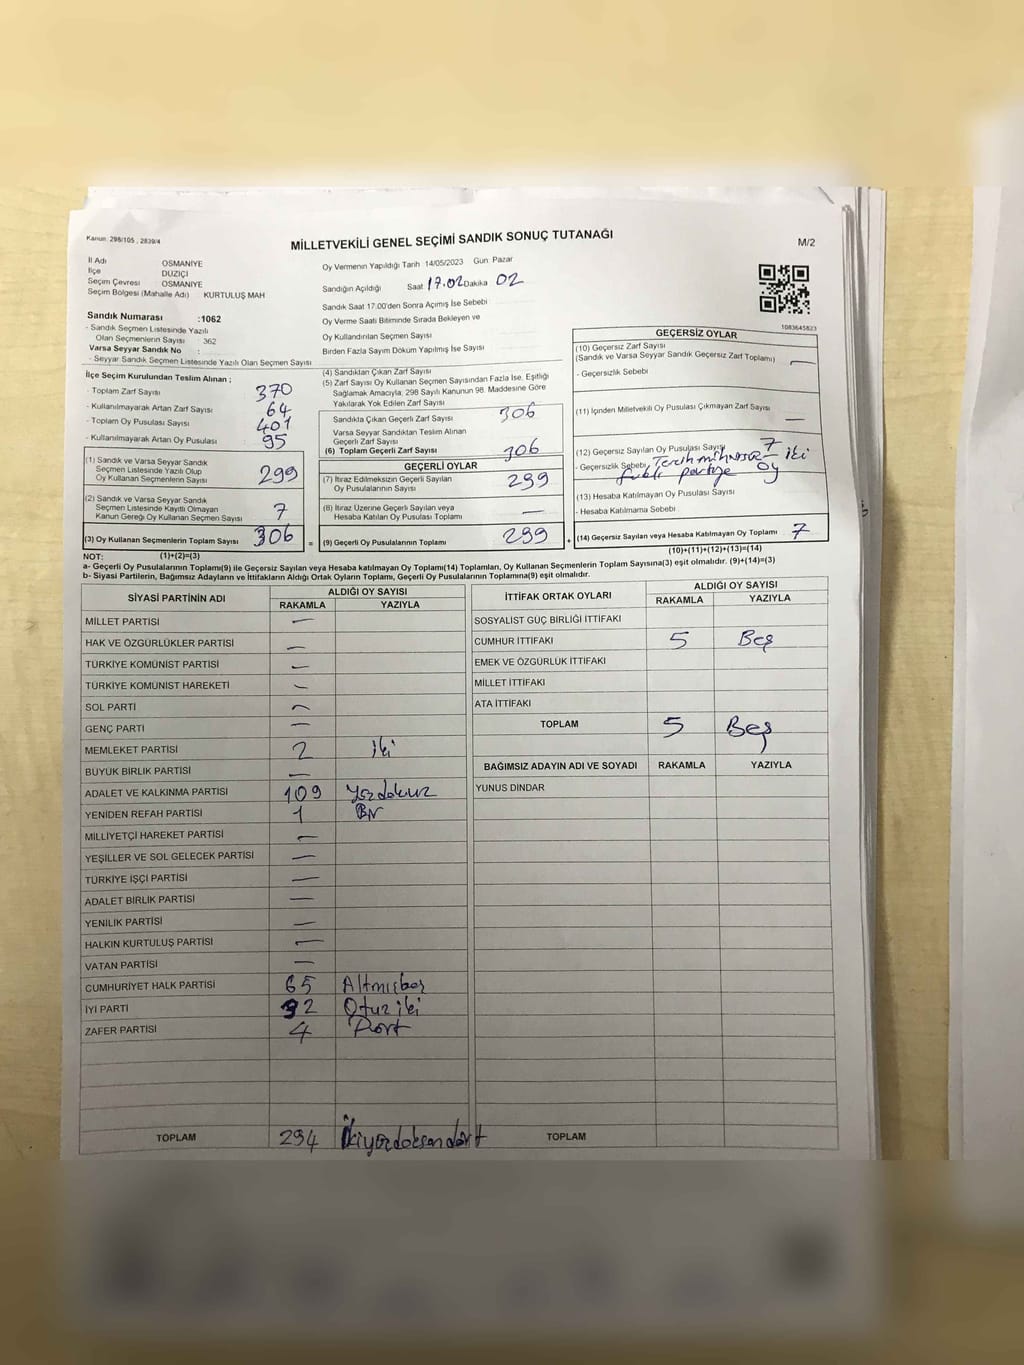 Kanun: 298/105 , 2839/4
MİLLETVEKİLİ GENEL SEÇİMİ SANDIK SONUÇ TUTANAĞI
M/2
İl Adı OSMANİYE
İlçe DÜZİÇİ
Seçim Çevresi OSMANİYE
Seçim Bölgesi (Mahalle Adı) KURTULUŞ MAH
Sandık Numarası :1062
- Sandık Seçmen Listesinde Yazılı
Olan Seçmenlerin Sayısı : 362
Varsa Seyyar Sandık No :
- Seyyar Sandık Seçmen Listesinde Yazılı Olan Seçmen Sayısı
Oy Vermenin Yapıldığı Tarih 14/05/2023 Gün: Pazar
Sandığın Açıldığı Saat 17.02 Dakika 02
Sandık Saat 17:00'den Sonra Açımış İse Sebebi
Oy Verme Saati Bitiminde Sırada Bekleyen ve
Oy Kullandırılan Seçmen Sayısı
Birden Fazla Sayım Döküm Yapılmış İse Sayısı
1083645823
İlçe Seçim Kurulundan Teslim Alınan ;
- Toplam Zarf Sayısı 370
- Kullanılmayarak Artan Zarf Sayısı 64
- Toplam Oy Pusulası Sayısı 401
- Kullanılmayarak Artan Oy Pusulası 95
(1) Sandık ve Varsa Seyyar Sandık
Seçmen Listesinde Yazılı Olup
Oy Kullanan Seçmenlerin Sayısı 299
(2) Sandık ve Varsa Seyyar Sandık
Listesinde Kayıtlı Olmayan
Kanun Gereği Oy Kullanan Seçmen Sayısı 7
(3) Oy Kullanan Seçmenlerin Toplam Sayısı 306
(4) Sandıktan Çıkan Zarf Sayısı
(5) Zarf Sayısı Oy Kullanan Seçmen Sayısından Fazla İse, Eşitliği
Sağlamak Amacıyla; 298 Sayılı Kanunun 98. Maddesine Göre
Yakılarak Yok Edilen Zarf Sayısı
Sandıkta Çıkan Geçerli Zarf Sayısı 306
Varsa Seyyar Sandıktan Teslim Alınan
Geçerli Zarf Sayısı
(6) Toplam Geçerli Zarf Sayısı 306
GEÇERLİ OYLAR
(7) İtiraz Edilmeksizin Geçerli Sayılan
Oy Pusulalarının Sayısı 299
(8) İtiraz Üzerine Geçerli Sayılan veya
Hesaba Katılan Oy Pusulası Toplamı —
= (9) Geçerli Oy Pusulalarının Toplamı 299 +
GEÇERSİZ OYLAR
(10) Geçersiz Zarf Sayısı
(Sandık ve Varsa Seyyar Sandık Geçersiz Zarf Toplamı) —
- Geçersizlik Sebebi
(11) İçinden Milletvekili Oy Pusulası Çıkmayan Zarf Sayısı —
(12) Geçersiz Sayılan Oy Pusulası Sayısı 7
- Geçersizlik Sebebi Tercih mühürü - iki
farklı partiye oy
(13) Hesaba Katılmayan Oy Pusulası Sayısı
- Hesaba Katılmama Sebebi
(14) Geçersiz Sayılan veya Hesaba Katılmayan Oy Toplamı 7
NOT: (1)+(2)=(3)
(10)+(11)+(12)+(13)=(14)
a- Geçerli Oy Pusulalarının Toplamı(9) ile Geçersiz Sayılan veya Hesaba katılmayan Oy Toplamı(14) Toplamları, Oy Kullanan Seçmenlerin Toplam Sayısına(3) eşit olmalıdır. (9)+(14)=(3)
b- Siyasi Partilerin, Bağımsız Adayların ve İttifakların Aldığı Ortak Oyların Toplamı, Geçerli Oy Pusulalarının Toplamına(9) eşit olmalıdır.
SİYASİ PARTİNİN ADI ALDIĞI OY SAYISI
RAKAMLA YAZIYLA
MİLLET PARTİSİ —
HAK VE ÖZGÜRLÜKLER PARTİSİ —
TÜRKİYE KOMÜNİST PARTİSİ —
TÜRKİYE KOMÜNİST HAREKETİ —
SOL PARTİ —
GENÇ PARTİ —
MEMLEKET PARTİSİ 2 iki
BÜYÜK BİRLİK PARTİSİ —
ADALET VE KALKINMA PARTİSİ 109 Yüzdokuz
YENİDEN REFAH PARTİSİ 1 Bir
MİLLİYETÇİ HAREKET PARTİSİ —
YEŞİLLER VE SOL GELECEK PARTİSİ —
TÜRKİYE İŞÇİ PARTİSİ —
ADALET BİRLİK PARTİSİ —
YENİLİK PARTİSİ —
HALKIN KURTULUŞ PARTİSİ —
VATAN PARTİSİ —
CUMHURİYET HALK PARTİSİ 65 Altmışbeş
İYİ PARTİ 92 Otuz iki
ZAFER PARTİSİ 4 Dört
TOPLAM 294 İkiyüzdoksandört
İTTİFAK ORTAK OYLARI ALDIĞI OY SAYISI
RAKAMLA YAZIYLA
SOSYALİST GÜÇ BİRLİĞİ İTTİFAKI
CUMHUR İTTİFAKI 5 Beş
EMEK VE ÖZGÜRLÜK İTTİFAKI
MİLLET İTTİFAKI
ATA İTTİFAKI
TOPLAM 5 Beş
BAĞIMSIZ ADAYIN ADI VE SOYADI RAKAMLA YAZIYLA
YUNUS DİNDAR
TOPLAM